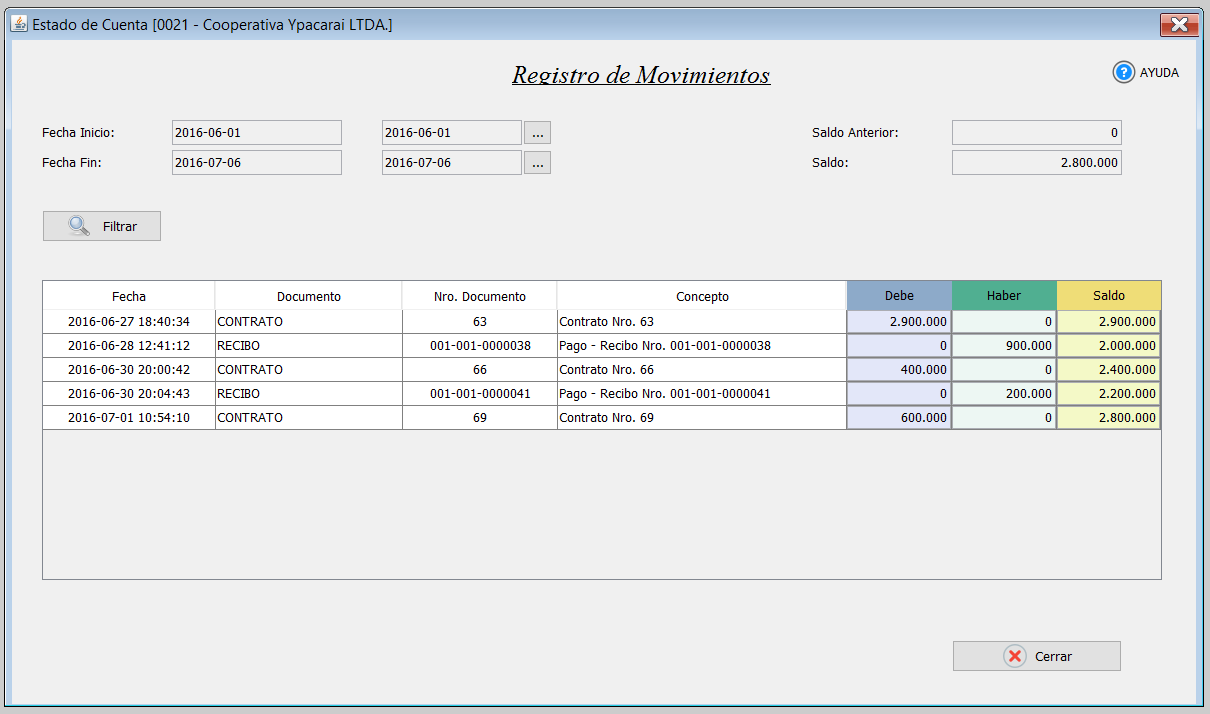 Estado de Cuenta [0021 - Cooperativa Ypacarai LTDA.]
Registro de Movimientos
AYUDA
Fecha Inicio: 2016-06-01 2016-06-01 ... Saldo Anterior: 0
Fecha Fin: 2016-07-06 2016-07-06 ... Saldo: 2.800.000
Filtrar
Fecha Documento Nro. Documento Concepto Debe Haber Saldo
2016-06-27 18:40:34 CONTRATO 63 Contrato Nro. 63 2.900.000 0 2.900.000
2016-06-28 12:41:12 RECIBO 001-001-0000038 Pago - Recibo Nro. 001-001-0000038 0 900.000 2.000.000
2016-06-30 20:00:42 CONTRATO 66 Contrato Nro. 66 400.000 0 2.400.000
2016-06-30 20:04:43 RECIBO 001-001-0000041 Pago - Recibo Nro. 001-001-0000041 0 200.000 2.200.000
2016-07-01 10:54:10 CONTRATO 69 Contrato Nro. 69 600.000 0 2.800.000
Cerrar